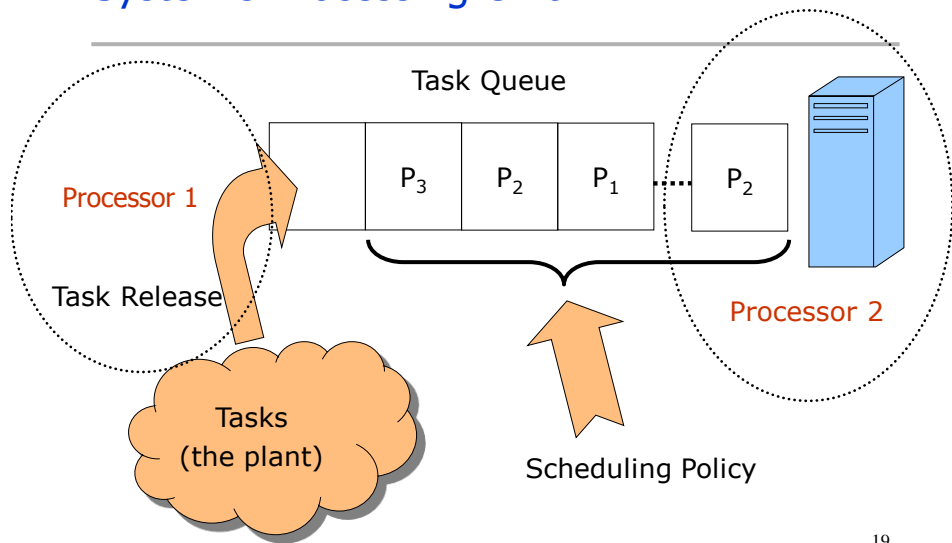 Task Queue
P₃ P₂ P₁ P₂
Processor 1
Task Release
Processor 2
Tasks
(the plant)
Scheduling Policy
19